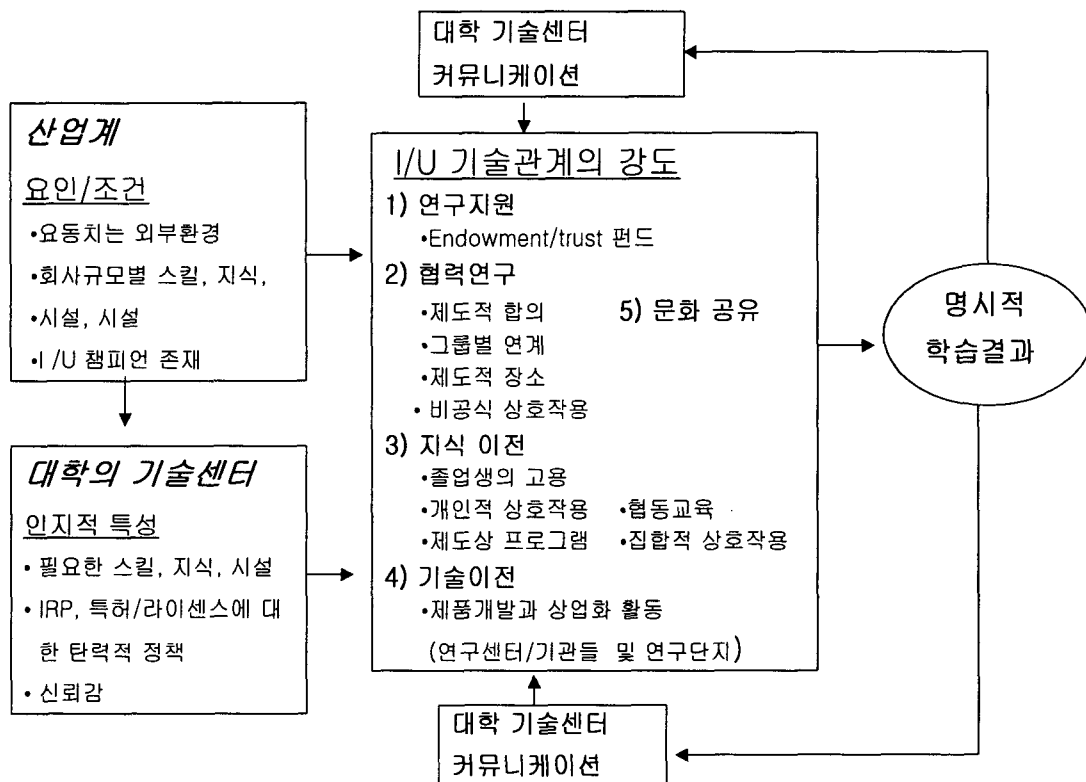 대학 기술센터
커뮤니케이션
산업계
요인/조건
•요동치는 외부환경
•회사규모별 스킬, 지식,
•시설, 시설
•I /U 챔피언 존재
대학의 기술센터
인지적 특성
• 필요한 스킬, 지식, 시설
• IRP, 특허/라이센스에 대
한 탄력적 정책
• 신뢰감
I/U 기술관계의 강도
1) 연구지원
•Endowment/trust 펀드
2) 협력연구
•제도적 합의 5) 문화 공유
•그룹별 연계
•제도적 장소
• 비공식 상호작용
3) 지식 이전
•졸업생의 고용
•개인적 상호작용 •협동교육
•제도상 프로그램 •집합적 상호작용
4) 기술이전
•제품개발과 상업화 활동
(연구센터/기관들 및 연구단지)
명시적
학습결과
대학 기술센터
커뮤니케이션